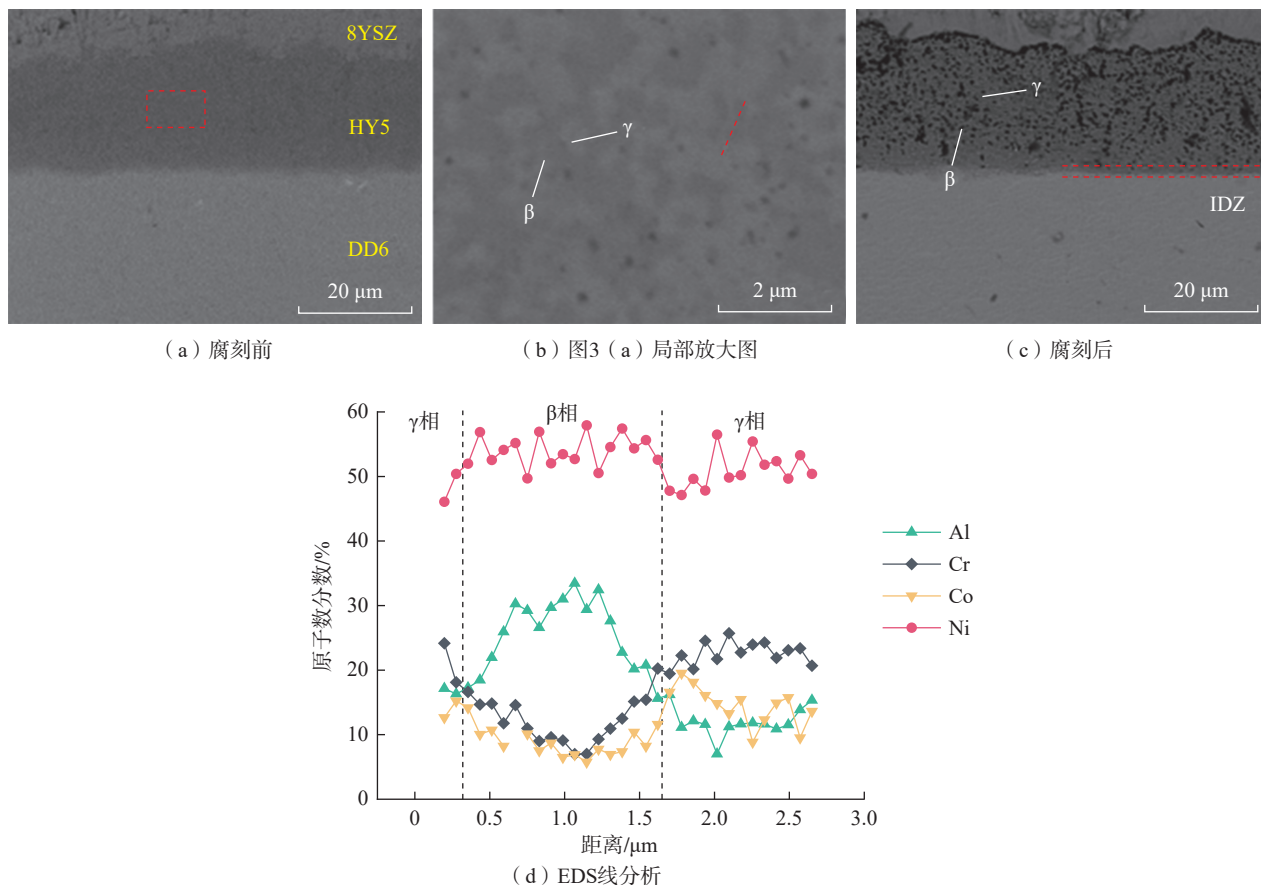 8YSZ
HY5
DD6
20 μm
γ
β
2 μm
γ
β
IDZ
20 μm
（a）腐刻前
（b）图3（a）局部放大图
（c）腐刻后
60
50
40
30
20
10
0
原子数分数/%
γ相
β相
γ相
Al
Cr
Co
Ni
0
0.5
1.0
1.5
2.0
2.5
3.0
距离/μm
（d）EDS线分析